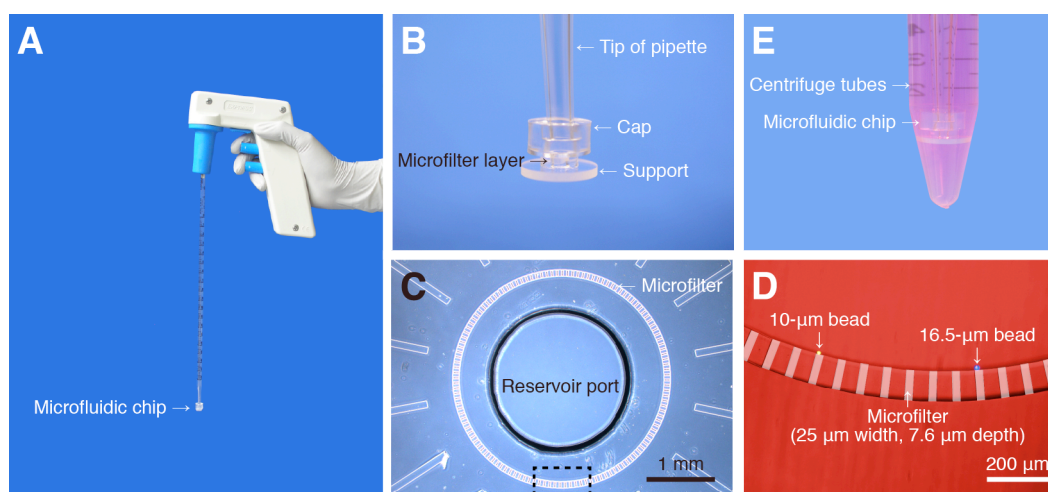 A
Microfluidic chip →
B
← Tip of pipette
← Cap
Microfilter layer →
← Support
E
Centrifuge tubes →
Microfluidic chip →
C
← Microfilter
Reservoir port
1 mm
D
10-μm bead
16.5-μm bead
Microfilter
(25 μm width, 7.6 μm depth)
200 μm